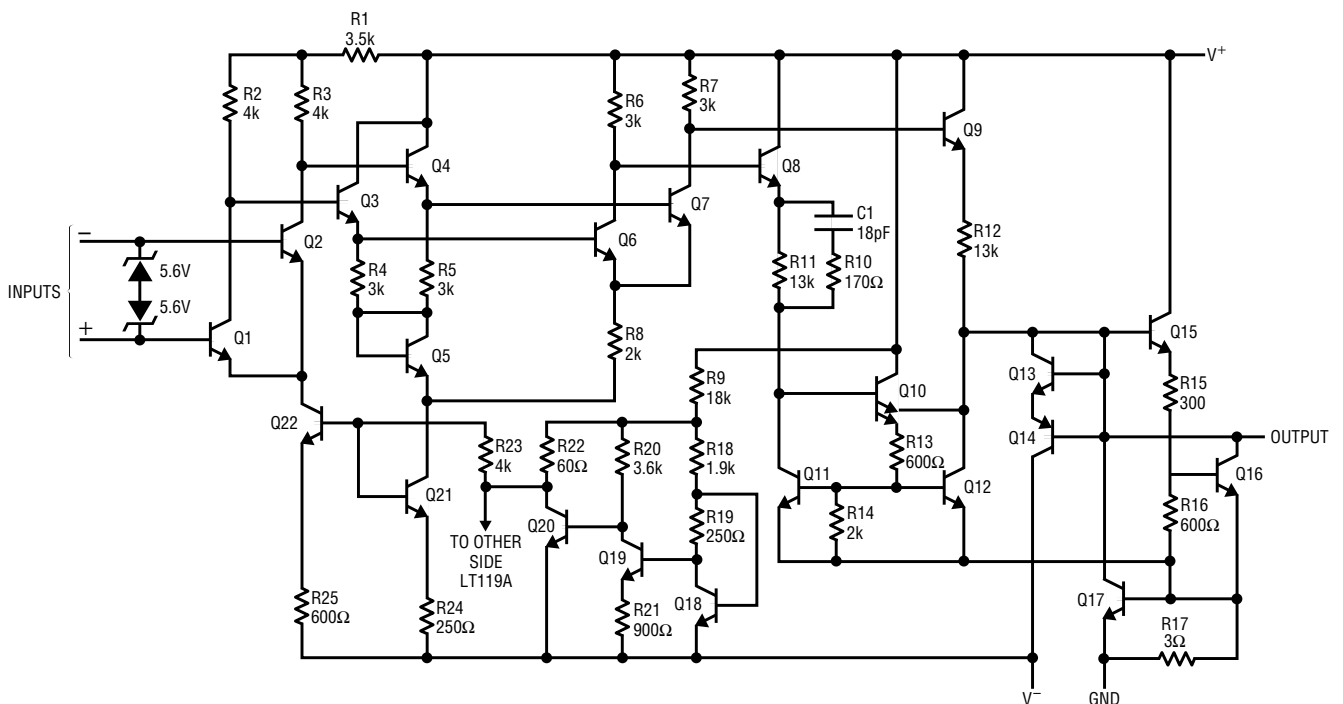 R1
3.5k
V+
R2
4k
R3
4k
R6
3k
R7
3k
Q9
Q4
Q8
Q3
Q7
C1
18pF
−
Q2
Q6
R12
13k
5.6V
R4
3k
R5
3k
R11
13k
R10
170Ω
INPUTS
5.6V
+
Q1
Q5
R8
2k
Q15
R9
18k
Q10
Q13
R15
300
Q22
R23
4k
R22
60Ω
R20
3.6k
R18
1.9k
R13
600Ω
Q14
OUTPUT
Q21
Q11
Q12
Q16
TO OTHER
SIDE
LT119A
Q20
R19
250Ω
R14
2k
R16
600Ω
Q19
R25
600Ω
R24
250Ω
R21
900Ω
Q18
Q17
R17
3Ω
V−
GND